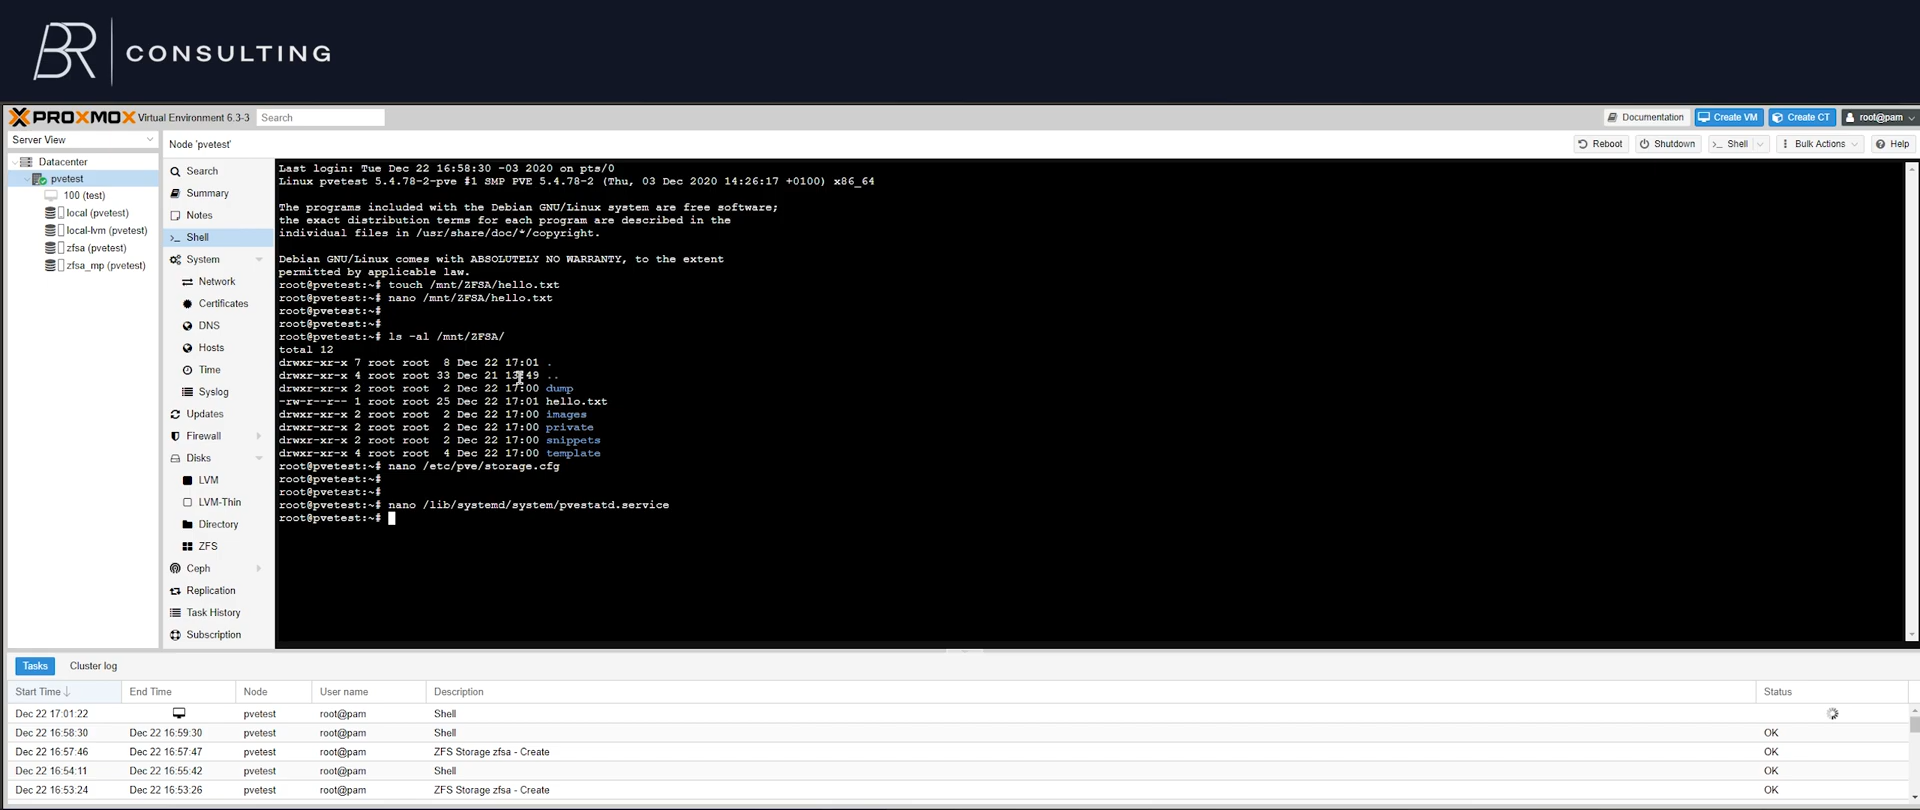 BR CONSULTING
PROXMOX Virtual Environment 6.3-3 Search Documentation Create VM Create CT root@pam
Server View
Node 'pvetest' Reboot Shutdown >_ Shell Bulk Actions Help
Datacenter
pvetest
100 (test)
local (pvetest)
local-lvm (pvetest)
zfsa (pvetest)
zfsa_mp (pvetest)
Search
Summary
Notes
>_ Shell
System
Network
Certificates
DNS
Hosts
Time
Syslog
Updates
Firewall
Disks
LVM
LVM-Thin
Directory
ZFS
Ceph
Replication
Task History
Subscription
Last login: Tue Dec 22 16:58:30 -03 2020 on pts/0
Linux pvetest 5.4.78-2-pve #1 SMP PVE 5.4.78-2 (Thu, 03 Dec 2020 14:26:17 +0100) x86_64
The programs included with the Debian GNU/Linux system are free software;
the exact distribution terms for each program are described in the
individual files in /usr/share/doc/*/copyright.
Debian GNU/Linux comes with ABSOLUTELY NO WARRANTY, to the extent
permitted by applicable law.
root@pvetest:~# touch /mnt/ZFSA/hello.txt
root@pvetest:~# nano /mnt/ZFSA/hello.txt
root@pvetest:~#
root@pvetest:~#
root@pvetest:~# ls -al /mnt/ZFSA/
total 12
drwxr-xr-x 7 root root 8 Dec 22 17:01 .
drwxr-xr-x 4 root root 33 Dec 21 13:49 ..
drwxr-xr-x 2 root root 2 Dec 22 17:00 dump
-rw-r--r-- 1 root root 25 Dec 22 17:01 hello.txt
drwxr-xr-x 2 root root 2 Dec 22 17:00 images
drwxr-xr-x 2 root root 2 Dec 22 17:00 private
drwxr-xr-x 2 root root 2 Dec 22 17:00 snippets
drwxr-xr-x 4 root root 4 Dec 22 17:00 template
root@pvetest:~# nano /etc/pve/storage.cfg
root@pvetest:~#
root@pvetest:~#
root@pvetest:~# nano /lib/systemd/system/pvestatd.service
root@pvetest:~#
Tasks Cluster log
Start Time End Time Node User name Description Status
Dec 22 17:01:22 pvetest root@pam Shell
Dec 22 16:58:30 Dec 22 16:59:30 pvetest root@pam Shell OK
Dec 22 16:57:46 Dec 22 16:57:47 pvetest root@pam ZFS Storage zfsa - Create OK
Dec 22 16:54:11 Dec 22 16:55:42 pvetest root@pam Shell OK
Dec 22 16:53:24 Dec 22 16:53:26 pvetest root@pam ZFS Storage zfsa - Create OK